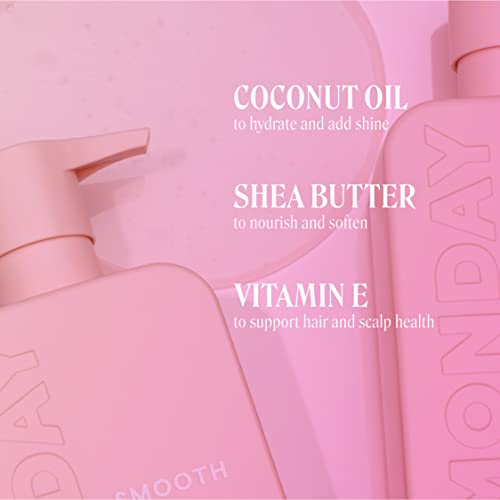 COCONUT OIL
to hydrate and add shine
SHEA BUTTER
to nourish and soften
VITAMIN E
to support hair and scalp health
MONDAY
DAY
SMOOTH